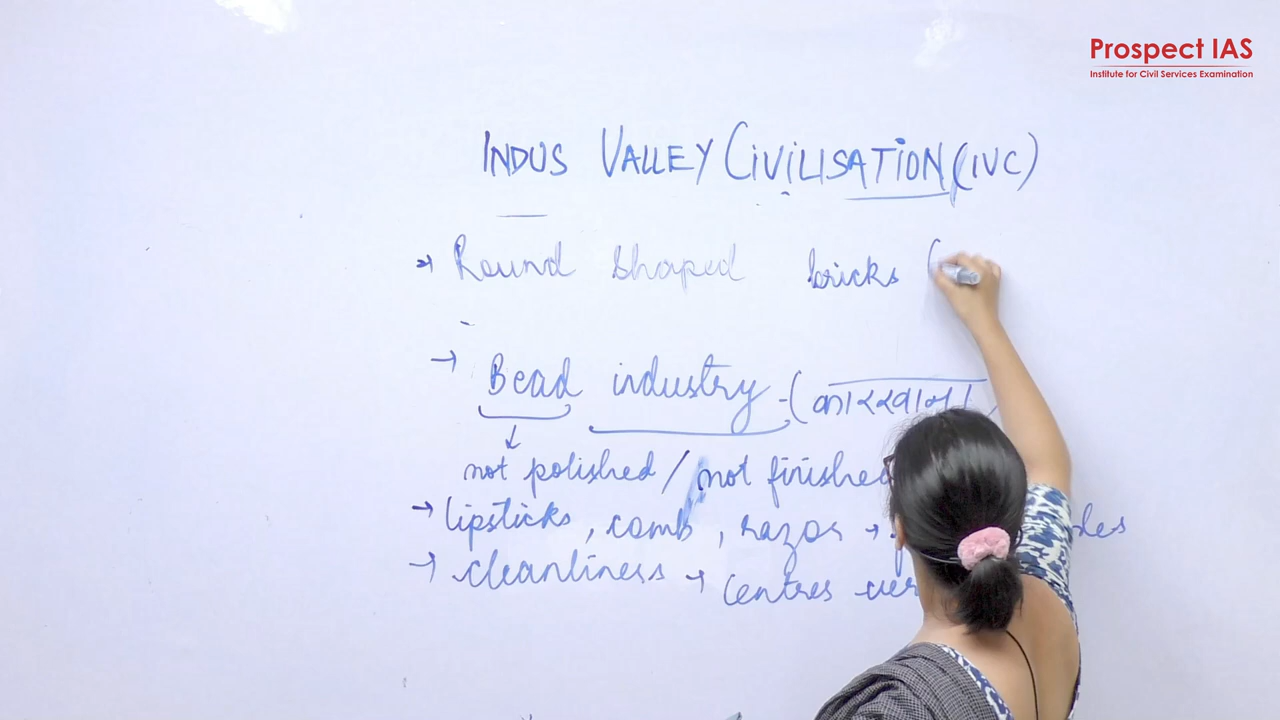 Prospect IAS
Institute for Civil Services Examination
INDUS VALLEY CIVILISATION (IVC)
→ Round shaped bricks (
→ Bead industry - (
↓
not polished / not finished
→ lipsticks, comb, razor →
→ cleanliness → centres